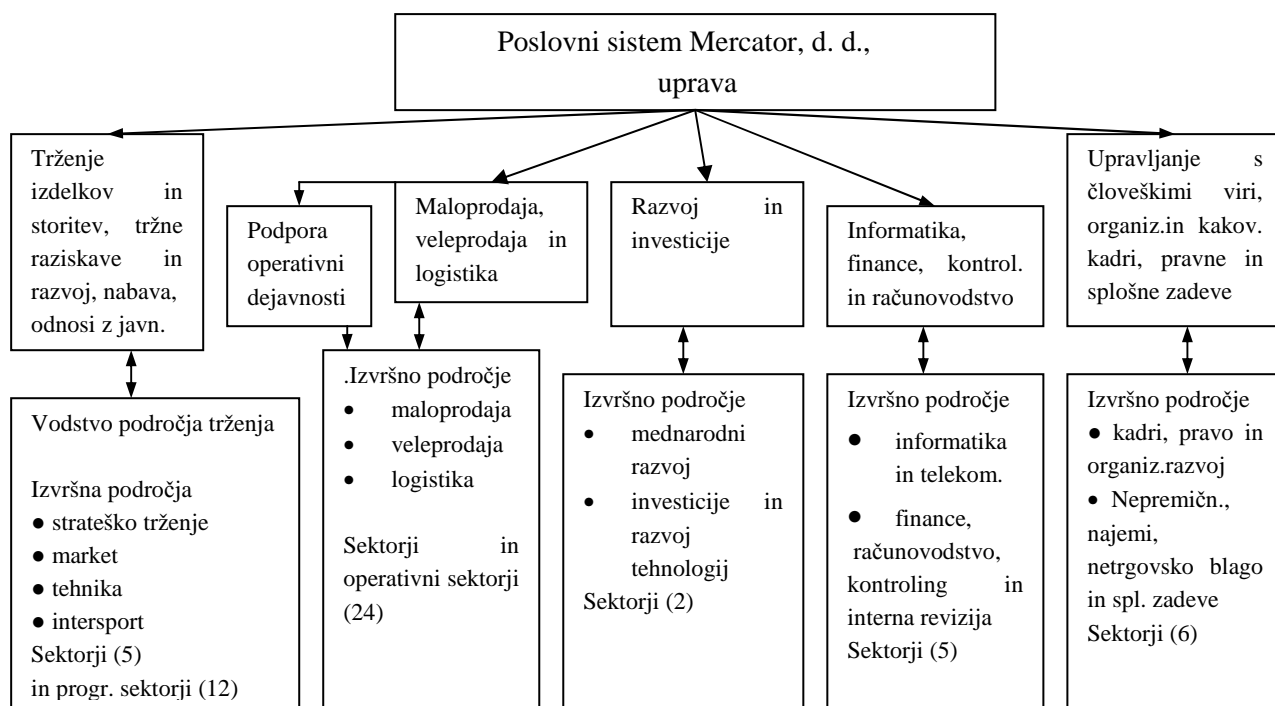 Poslovni sistem Mercator, d. d.,
uprava
Trženje
izdelkov in
storitev, tržne
raziskave in
razvoj, nabava,
odnosi z javn.
Podpora
operativni
dejavnosti
Maloprodaja,
veleprodaja in
logistika
Razvoj in
investicije
Informatika,
finance, kontrol.
in računovodstvo
Upravljanje s
človeškimi viri,
organiz.in kakov.
kadri, pravne in
splošne zadeve
Vodstvo področja trženja
Izvršna področja
● strateško trženje
● market
● tehnika
● intersport
Sektorji (5)
in progr. sektorji (12)
.Izvršno področje
• maloprodaja
• veleprodaja
• logistika
Sektorji in
operativni sektorji
(24)
Izvršno področje
• mednarodni
razvoj
• investicije in
razvoj
tehnologij
Sektorji (2)
Izvršno področje
● informatika
in telekom.
● finance,
računovodstvo,
kontroling in
interna revizija
Sektorji (5)
Izvršno področje
● kadri, pravo in
organiz.razvoj
• Nepremičn.,
najemi,
netrgovsko blago
in spl. zadeve
Sektorji (6)